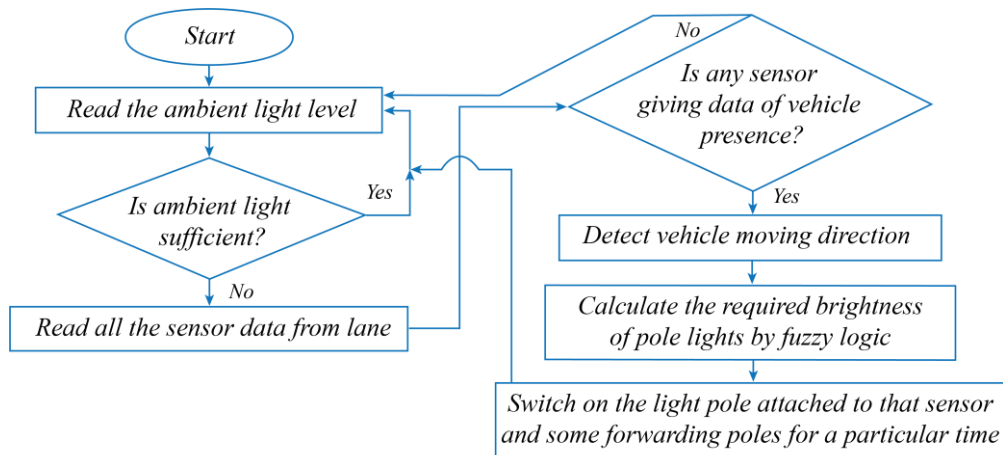 Start
Read the ambient light level
Is ambient light
sufficient?
Yes
No
Read all the sensor data from lane
No
Is any sensor
giving data of vehicle
presence?
Yes
Detect vehicle moving direction
Calculate the required brightness
of pole lights by fuzzy logic
Switch on the light pole attached to that sensor
and some forwarding poles for a particular time